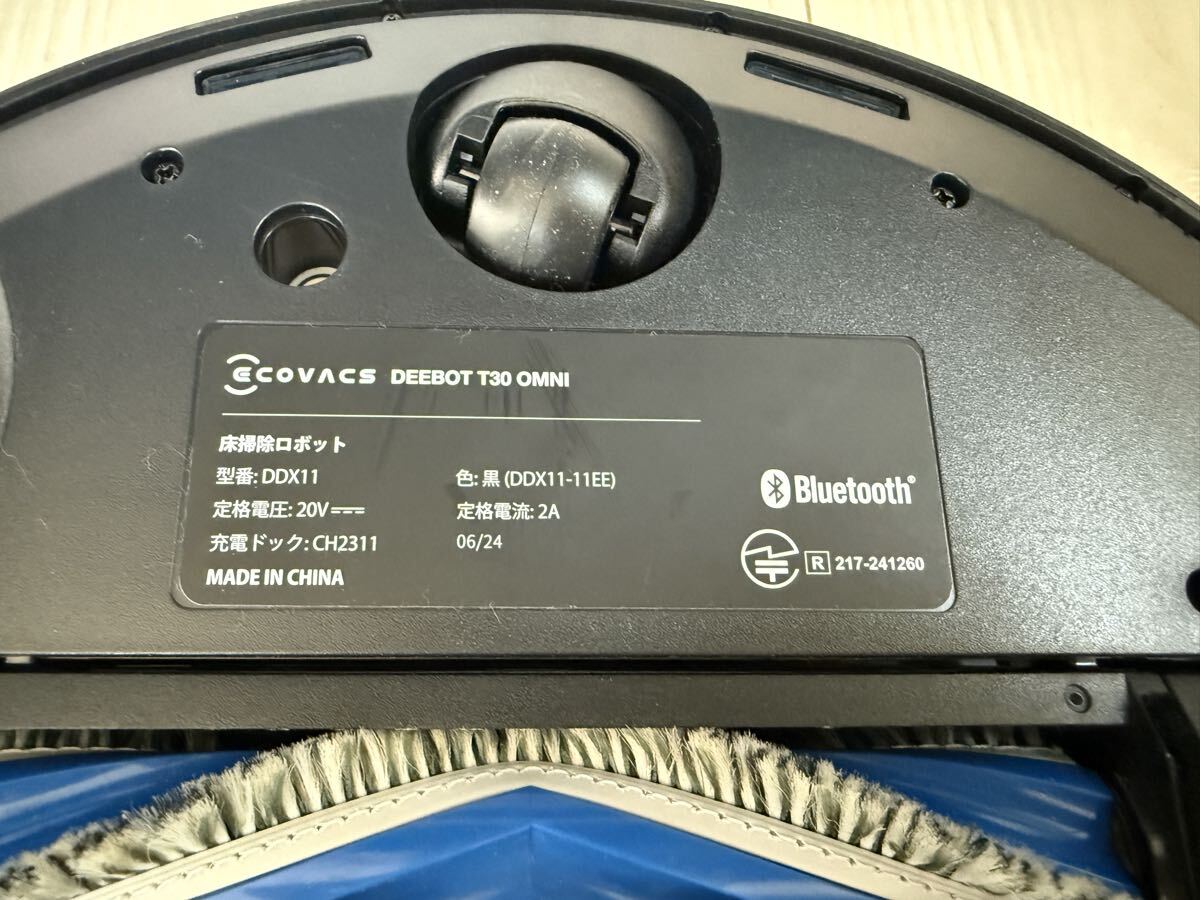 ECOVACS DEEBOT T30 OMNI
床掃除ロボット
型番: DDX11 色: 黒 (DDX11-11EE)
定格電圧: 20V⎓ 定格電流: 2A
充電ドック: CH2311 06/24
MADE IN CHINA
Bluetooth®
R 217-241260